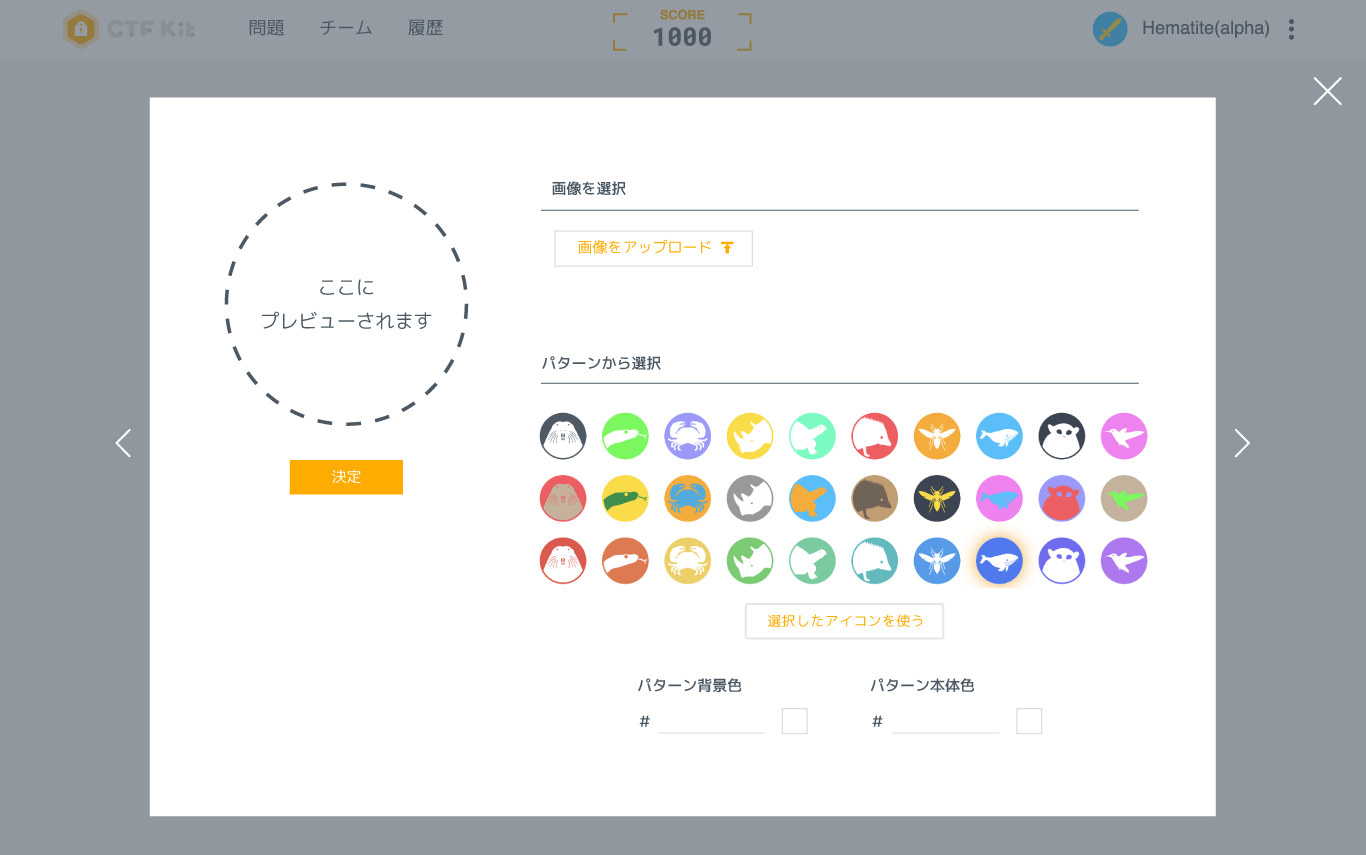 CTF Kit
問題
チーム
履歴
SCORE
1000
Hematite(alpha)
画像を選択
画像をアップロード
ここに
プレビューされます
パターンから選択
決定
選択したアイコンを使う
パターン背景色
パターン本体色
#
#